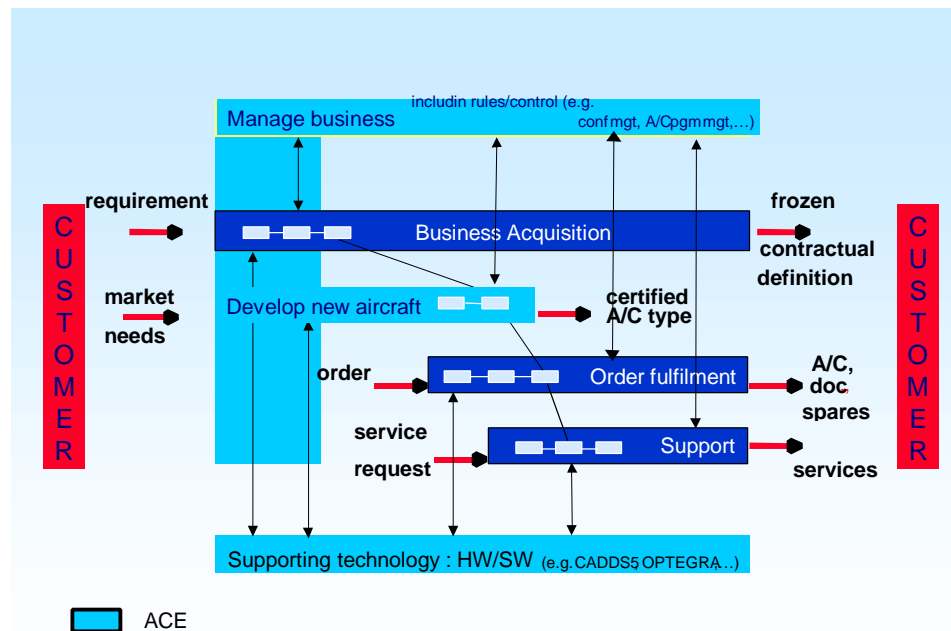 includin rules/control (e.g.
Manage business
conf mgt, A/Cpgm mgt,…)
requirement
frozen
CUSTOMER
Business Acquisition
contractual
definition
CUSTOMER
market
needs
Develop new aircraft
certified
A/C type
order
Order fulfilment
A/C,
doc,
spares
service
request
Support
services
Supporting technology : HW/SW (e.g. CADDS5, OPTEGRA,…)
ACE